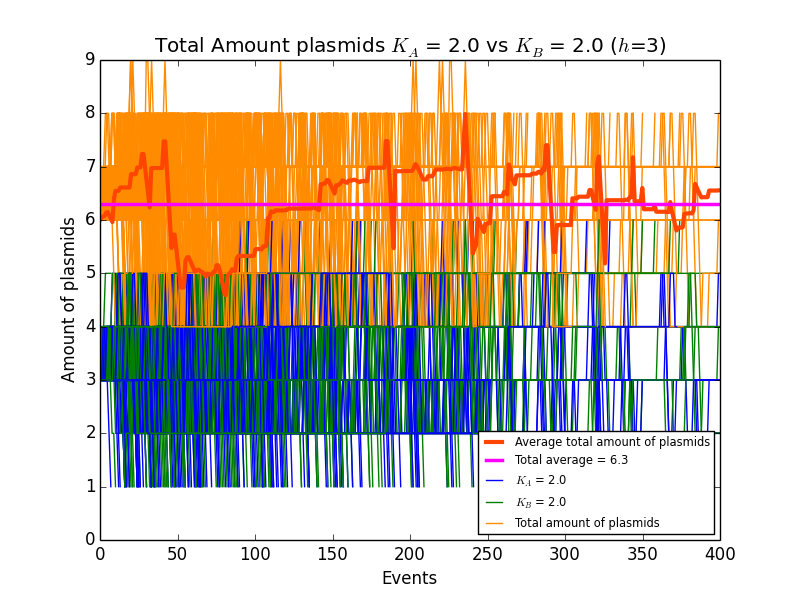 Total Amount plasmids K_A = 2.0 vs K_B = 2.0 (h=3)
9
8
7
6
5
4
3
2
1
0
Amount of plasmids
Average total amount of plasmids
Total average = 6.3
K_A = 2.0
K_B = 2.0
Total amount of plasmids
0 50 100 150 200 250 300 350 400
Events